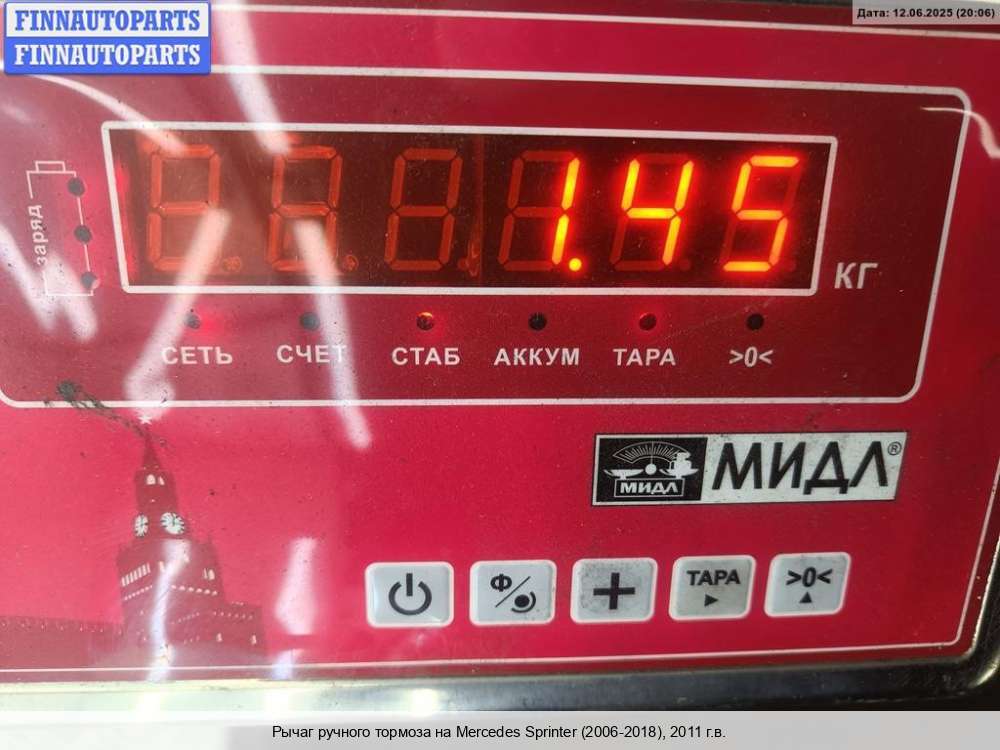 FINNAUTOPARTS
FINNAUTOPARTS
Дата: 12.06.2025 (20:06)
заряд
1.45
КГ
СЕТЬ СЧЕТ СТАБ АККУМ ТАРА >0<
МИДЛ МИДЛ®
Ф/ + ТАРА >0<
Рычаг ручного тормоза на Mercedes Sprinter (2006-2018), 2011 г.в.